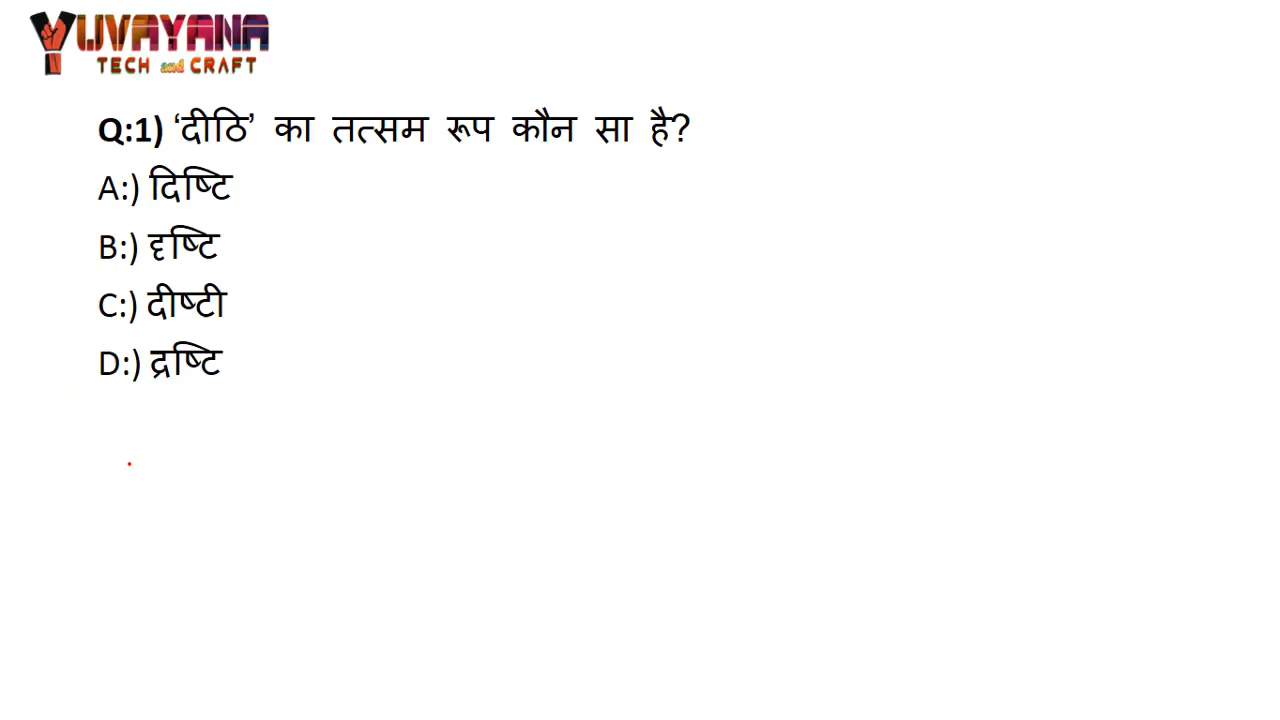 YUVAYANA
TECH and CRAFT
Q:1) ‘दीठि’ का तत्सम रूप कौन सा है?
A:) दिष्टि
B:) दृष्टि
C:) दीष्टी
D:) द्रष्टि